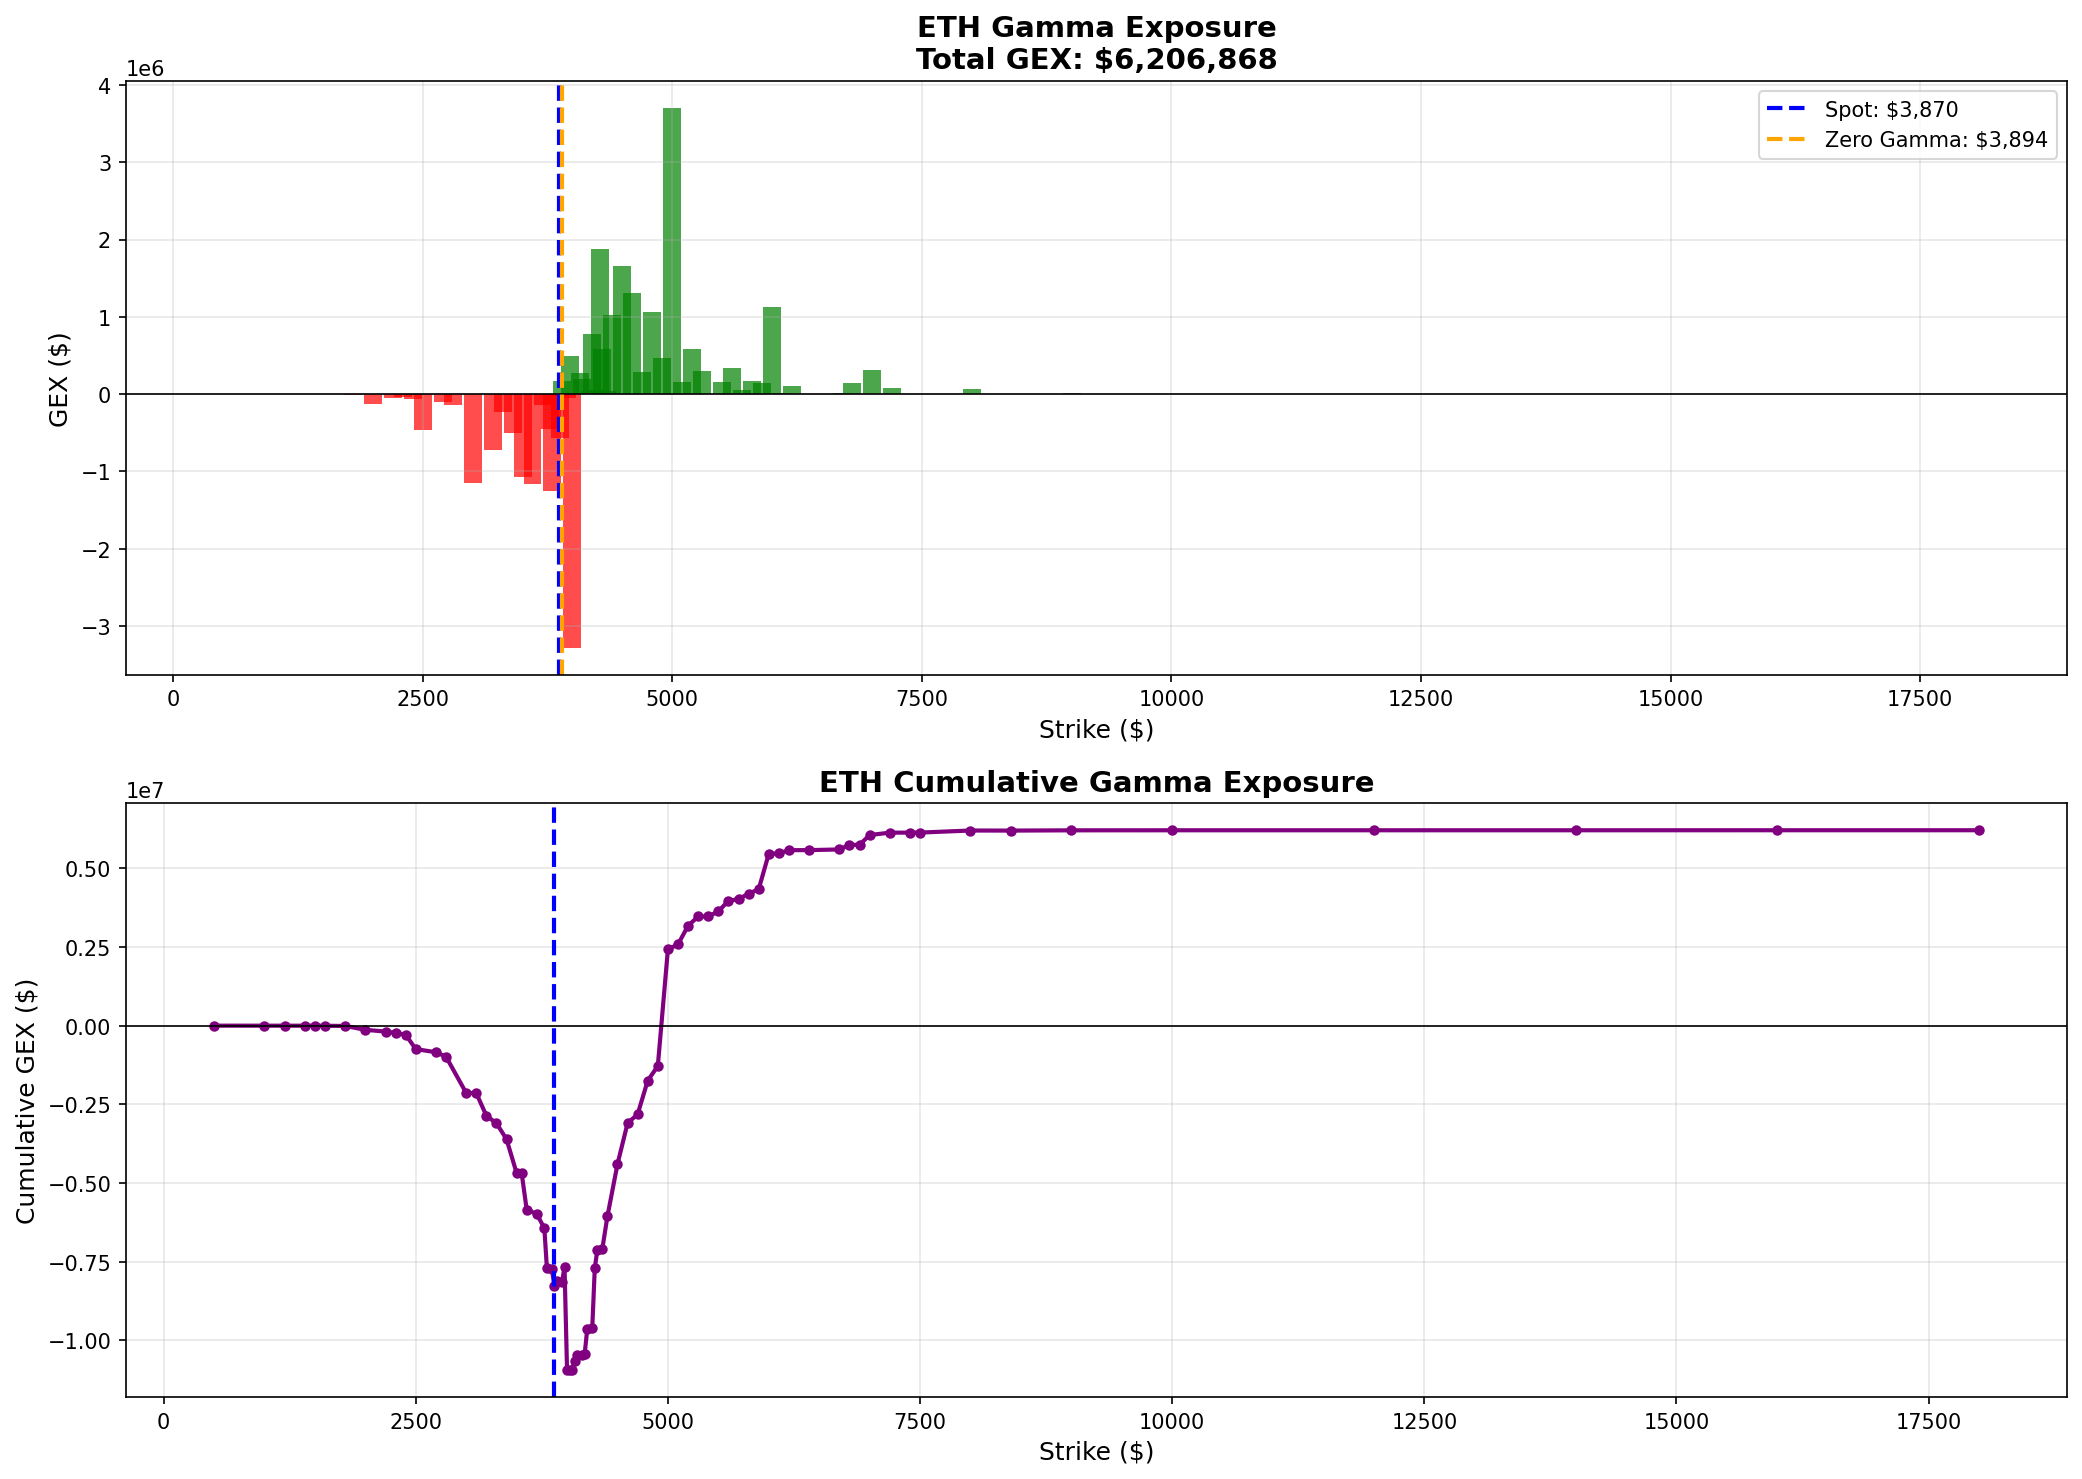 ETH Gamma Exposure
Total GEX: $6,206,868
1e6
4
3
2
1
0
−1
−2
−3
GEX ($)
Spot: $3,870
Zero Gamma: $3,894
0 2500 5000 7500 10000 12500 15000 17500
Strike ($)
ETH Cumulative Gamma Exposure
1e7
0.50
0.25
0.00
−0.25
−0.50
−0.75
−1.00
Cumulative GEX ($)
0 2500 5000 7500 10000 12500 15000 17500
Strike ($)